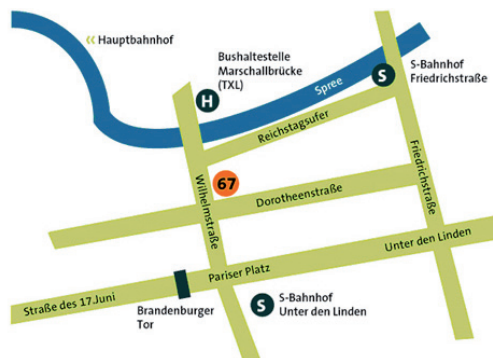 « Hauptbahnhof
Bushaltestelle
Marschallbrücke
(TXL)
H
S
S-Bahnhof
Friedrichstraße
Spree
Reichstagsufer
67
Wilhelmstraße
Dorotheenstraße
Friedrichstraße
Unter den Linden
Pariser Platz
Straße des 17.Juni
Brandenburger
Tor
S
S-Bahnhof
Unter den Linden